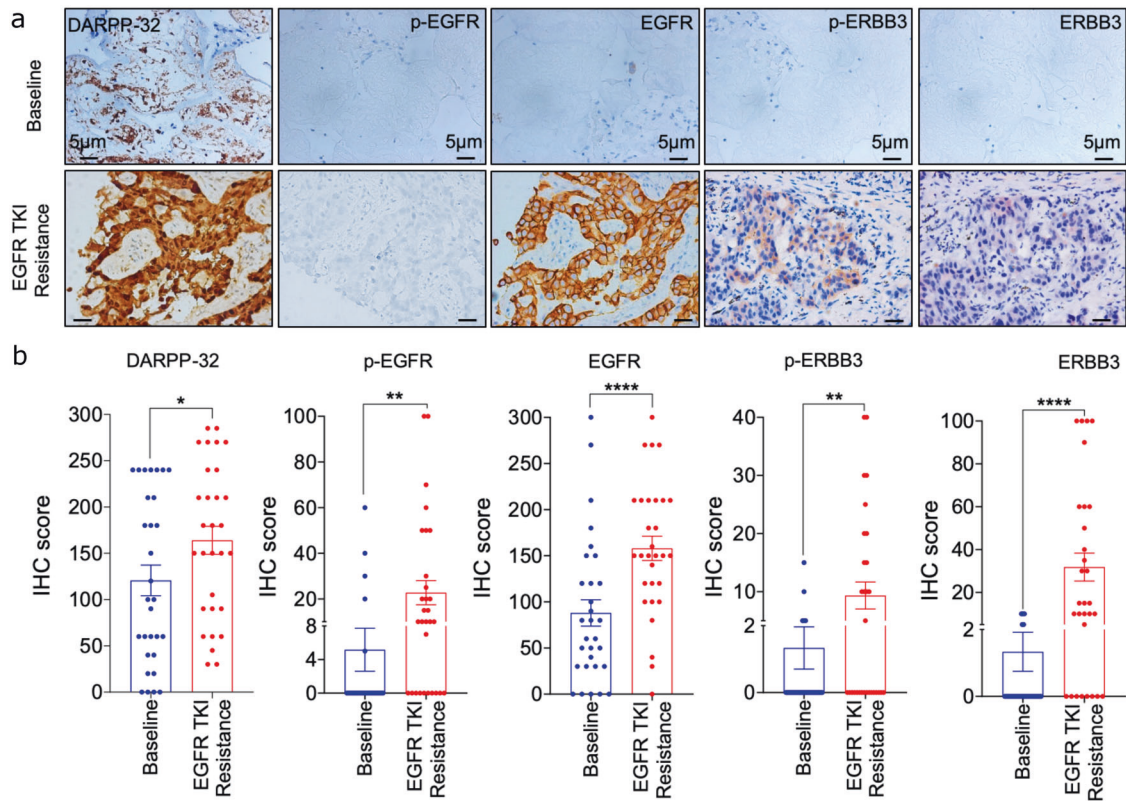 a
DARPP-32
p-EGFR
EGFR
p-ERBB3
ERBB3
Baseline
5μm
5μm
5μm
5μm
5μm
EGFR TKI
Resistance
b
DARPP-32
p-EGFR
EGFR
p-ERBB3
ERBB3
IHC score
300
250
200
150
100
50
0
*
Baseline
EGFR TKI
Resistance
IHC score
100
80
60
40
20
8
4
0
**
Baseline
EGFR TKI
Resistance
IHC score
300
250
200
150
100
50
0
****
Baseline
EGFR TKI
Resistance
IHC score
40
30
20
10
2
0
**
Baseline
EGFR TKI
Resistance
IHC score
100
80
60
40
20
2
0
****
Baseline
EGFR TKI
Resistance